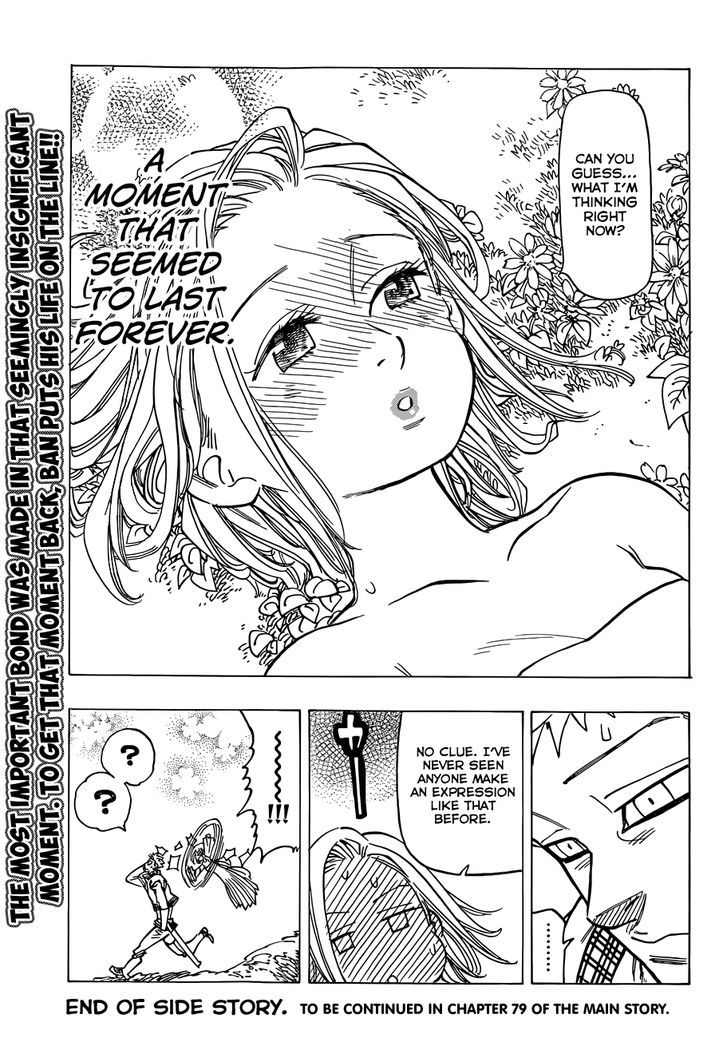 CAN YOU
GUESS...
WHAT I'M
THINKING
RIGHT
NOW?
A
MOMENT
THAT
SEEMED
TO LAST
FOREVER.
THE MOST IMPORTANT BOND WAS MADE IN THAT SEEMINGLY INSIGNIFICANT
MOMENT. TO GET THAT MOMENT BACK, BAN PUTS HIS LIFE ON THE LINE!!
.........
NO CLUE. I'VE
NEVER SEEN
ANYONE MAKE
AN EXPRESSION
LIKE THAT
BEFORE.
!!!
?
?
END OF SIDE STORY. TO BE CONTINUED IN CHAPTER 79 OF THE MAIN STORY.